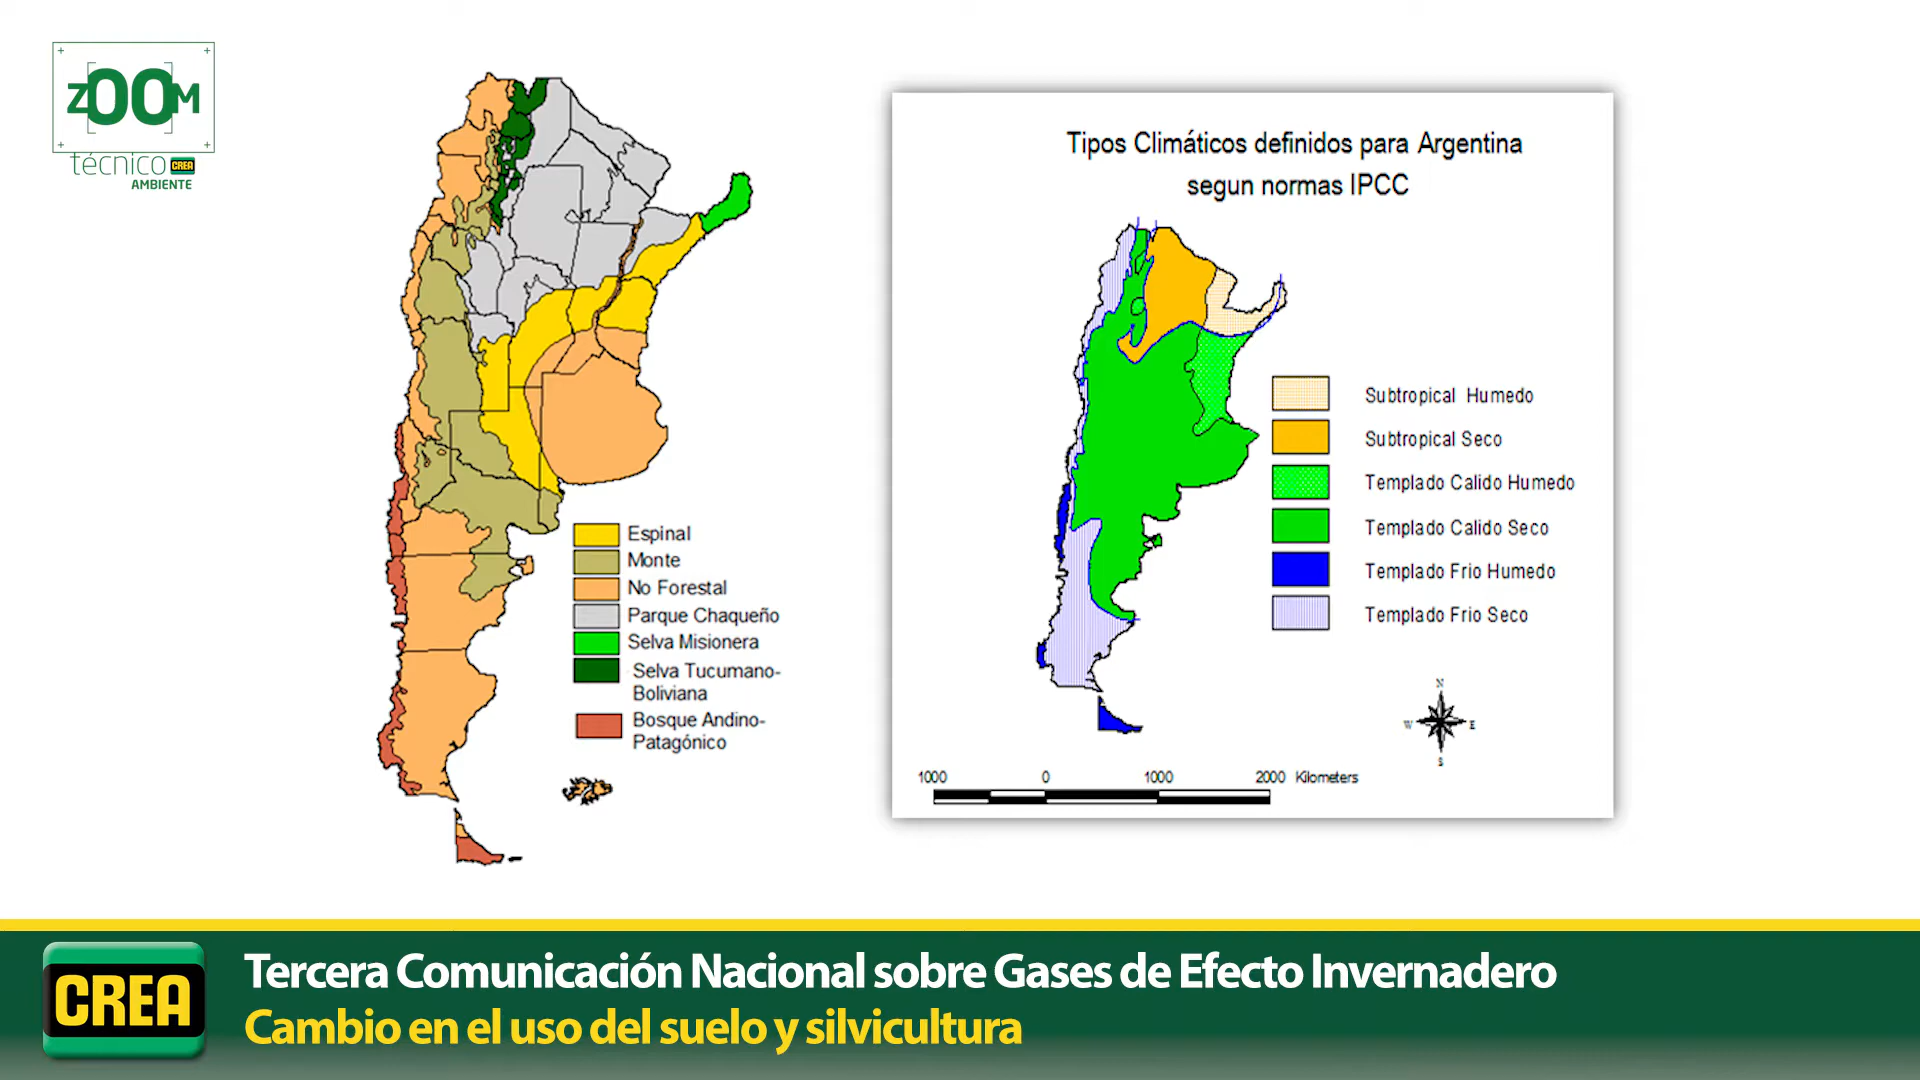 ZOOM
técnico CREA
AMBIENTE
Espinal
Monte
No Forestal
Parque Chaqueño
Selva Misionera
Selva Tucumano-
Boliviana
Bosque Andino-
Patagónico
Tipos Climáticos definidos para Argentina
segun normas IPCC
Subtropical Humedo
Subtropical Seco
Templado Calido Humedo
Templado Calido Seco
Templado Frio Humedo
Templado Frio Seco
N
W E
S
1000 0 1000 2000 Kilometers
CREA
Tercera Comunicación Nacional sobre Gases de Efecto Invernadero
Cambio en el uso del suelo y silvicultura